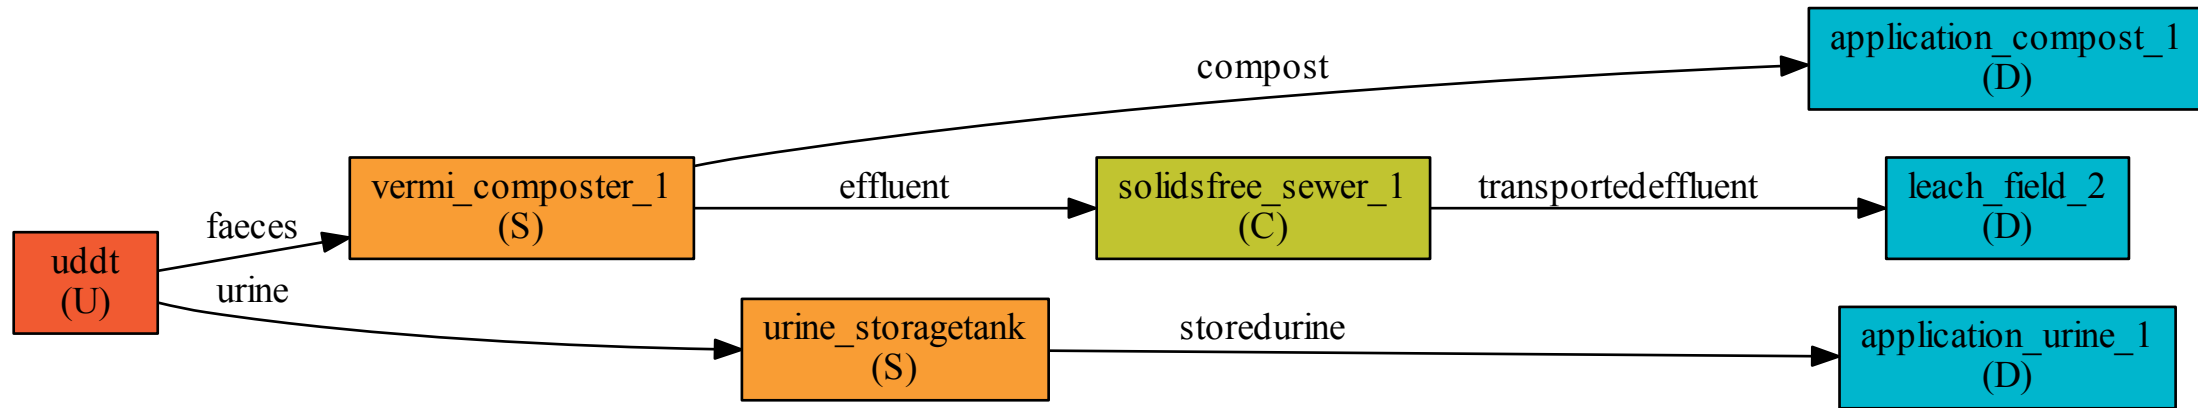 application_compost_1
(D)
compost
vermi_composter_1
(S)
effluent
solidsfree_sewer_1
(C)
transportedeffluent
leach_field_2
(D)
faeces
uddt
(U)
urine
urine_storagetank
(S)
storedurine
application_urine_1
(D)